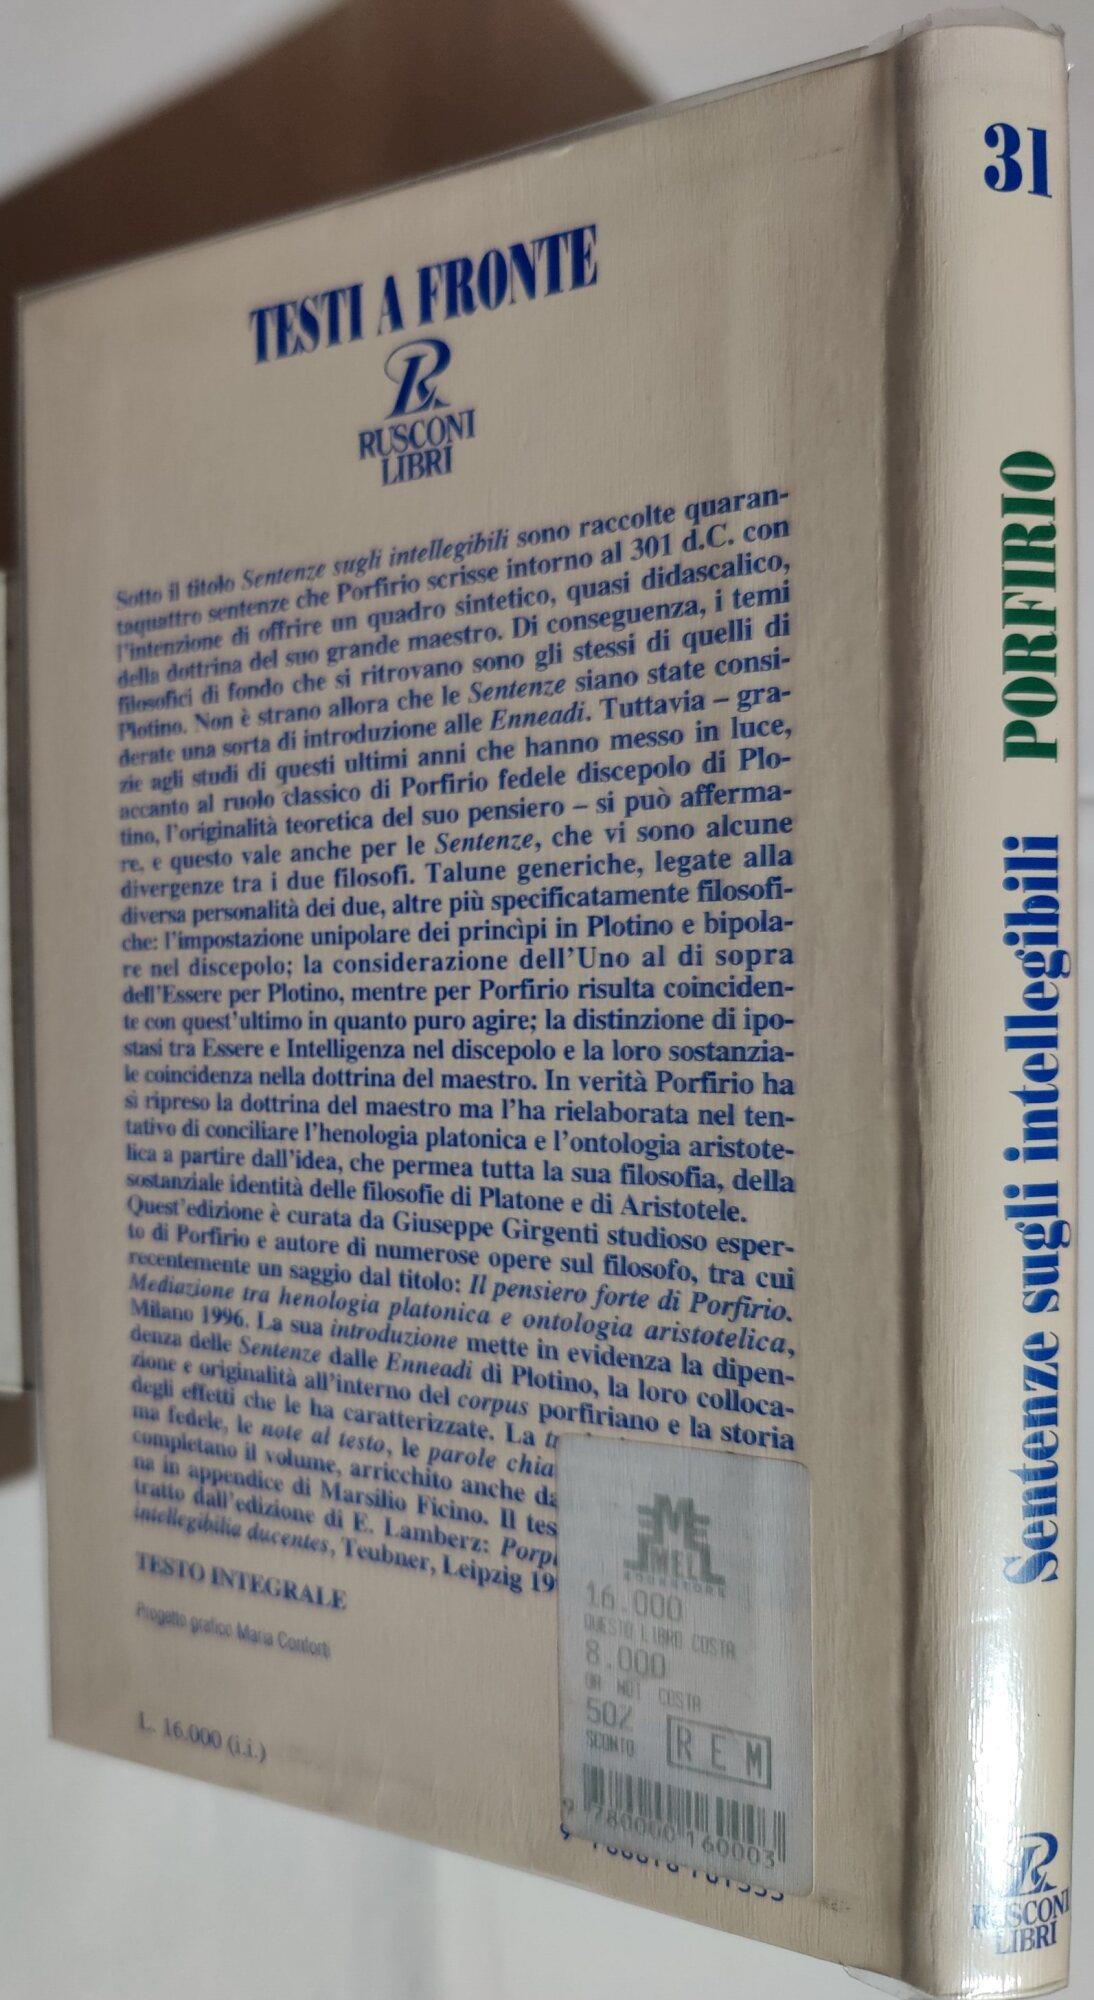 TESTI A FRONTE
RUSCONI
LIBRI
Sotto il titolo Sentenze sugli intellegibili sono raccolte quaran-
taquattro sentenze che Porfirio scrisse intorno al 301 d.C. con
l'intenzione di offrire un quadro sintetico, quasi didascalico,
della dottrina del suo grande maestro. Di conseguenza, i temi
filosofici di fondo che si ritrovano sono gli stessi di quelli di
Plotino. Non è strano allora che le Sentenze siano state consi-
derate una sorta di introduzione alle Enneadi. Tuttavia – gra-
zie agli studi di questi ultimi anni che hanno messo in luce,
accanto al ruolo classico di Porfirio fedele discepolo di Plo-
tino, l'originalità teoretica del suo pensiero – si può afferma-
re, e questo vale anche per le Sentenze, che vi sono alcune
divergenze tra i due filosofi. Talune generiche, legate alla
diversa personalità dei due, altre più specificatamente filosofi-
che: l'impostazione unipolare dei princìpi in Plotino e bipola-
re nel discepolo; la considerazione dell'Uno al di sopra
dell'Essere per Plotino, mentre per Porfirio risulta coinciden-
te con quest'ultimo in quanto puro agire; la distinzione di ipo-
stasi tra Essere e Intelligenza nel discepolo e la loro sostanzia-
le coincidenza nella dottrina del maestro. In verità Porfirio ha
sì ripreso la dottrina del maestro ma l'ha rielaborata nel ten-
tativo di conciliare l'henologia platonica e l'ontologia aristote-
lica a partire dall'idea, che permea tutta la sua filosofia, della
sostanziale identità delle filosofie di Platone e di Aristotele.
Quest'edizione è curata da Giuseppe Girgenti studioso esper-
to di Porfirio e autore di numerose opere sul filosofo, tra cui
recentemente un saggio dal titolo: Il pensiero forte di Porfirio.
Mediazione tra henologia platonica e ontologia aristotelica,
Milano 1996. La sua introduzione mette in evidenza la dipen-
denza delle Sentenze dalle Enneadi di Plotino, la loro colloca-
zione e originalità all'interno del corpus porfiriano e la storia
degli effetti che le ha caratterizzate. La
ma fedele, le note al testo, le parole chia
completano il volume, arricchito anche da
na in appendice di Marsilio Ficino. Il tes
tratto dall'edizione di E. Lamberz: Porp
intellegibilia ducentes, Teubner, Leipzig 19
TESTO INTEGRALE
Progetto grafico Maria Conforti
L. 16.000 (i.i.)
MEL
BOOKSTORE
16.000
QUESTO LIBRO COSTA
8.000
DA NOI COSTA
50%
SCONTO
REM
9 780000 160003
31
PORFIRIO
Sentenze sugli intellegibili
RUSCONI
LIBRI